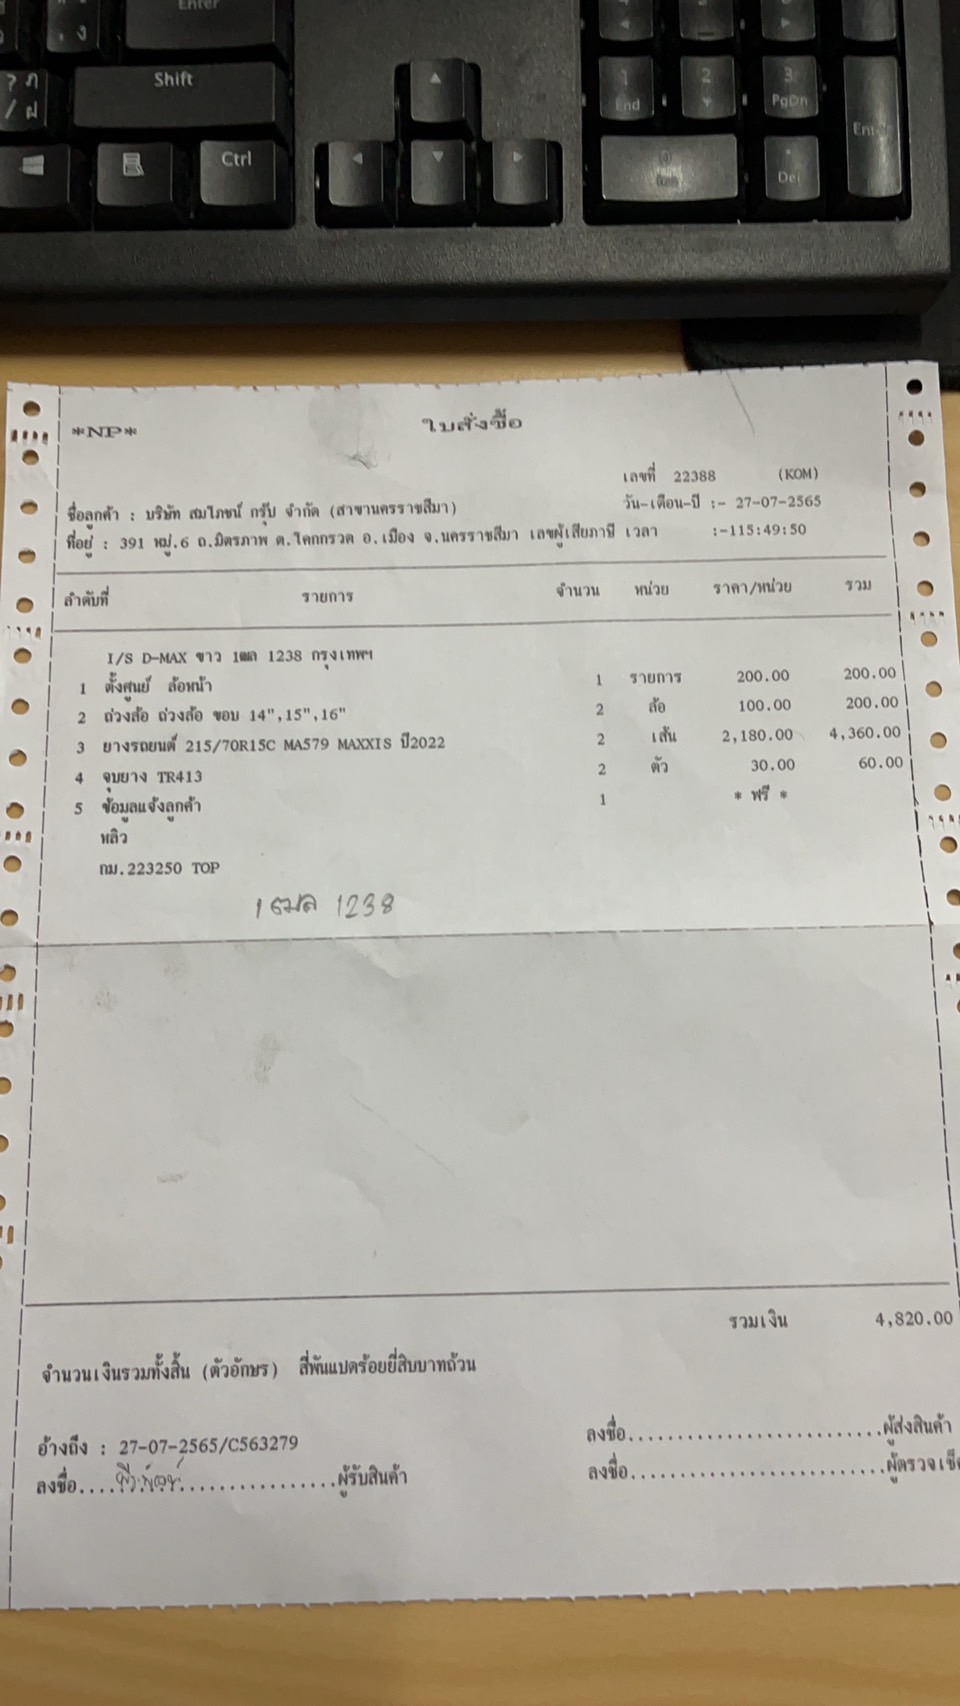 Enter
, ง
? ฦ
/ ฝ
Shift
Ctrl
1
End
2
3
PgDn
Del
*NP*
ใบสั่งซื้อ
เลขที่ 22388 (KOM)
ชื่อลูกค้า : บริษัท สมโภชน์ กรุ๊ป จำกัด (สาขานครราชสีมา) วัน-เดือน-ปี :- 27-07-2565
ที่อยู่ : 391 หมู่.6 ถ.มิตรภาพ ต.โคกกรวด อ.เมือง จ.นครราชสีมา เลขผู้เสียภาษี เวลา :-115:49:50
ลำดับที่ รายการ จำนวน หน่วย ราคา/หน่วย รวม
I/S D-MAX ขาว 1ฒล 1238 กรุงเทพฯ
1 ตั้งศูนย์ ล้อหน้า 1 รายการ 200.00 200.00
2 ถ่วงล้อ ถ่วงล้อ ขอบ 14",15",16" 2 ล้อ 100.00 200.00
3 ยางรถยนต์ 215/70R15C MA579 MAXXIS ปี2022 2 เส้น 2,180.00 4,360.00
4 จุบยาง TR413 2 ตัว 30.00 60.00
5 ข้อมูลแจ้งลูกค้า 1 * ฟรี *
หลิว
กม.223250 TOP
1ฒล 1238
รวมเงิน 4,820.00
จำนวนเงินรวมทั้งสิ้น (ตัวอักษร) สี่พันแปดร้อยยี่สิบบาทถ้วน
อ้างถึง : 27-07-2565/C563279
ลงชื่อ...................ผู้รับสินค้า
ลงชื่อ.........................ผู้ส่งสินค้า
ลงชื่อ.........................ผู้ตรวจเช็ค